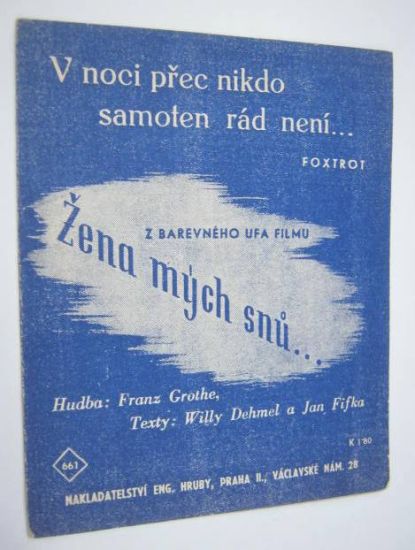 V noci přec nikdo
samoten rád není...
FOXTROT
Z BAREVNÉHO UFA FILMU
Žena mých snů...
Hudba: Franz Grothe,
Texty: Willy Dehmel a Jan Fifka
K 1'80
661
NAKLADATELSTVÍ ENG. HRUBY, PRAHA II., VÁCLAVSKÉ NÁM. 28